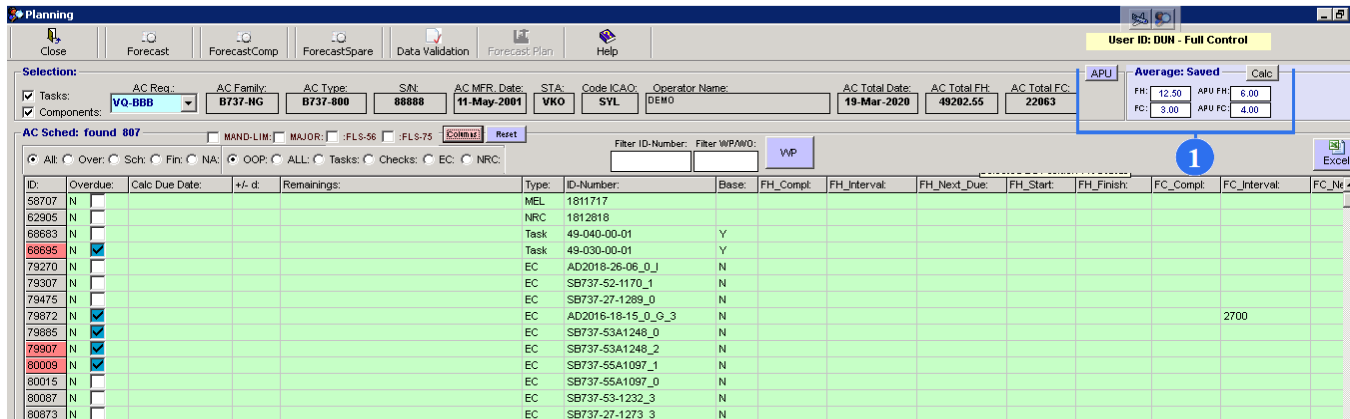 Planning
Close Forecast ForecastComp ForecastSpare Data Validation Forecast Plan Help
User ID: DUN - Full Control
Selection:
Tasks:
Components:
AC Reg.: AC Family: AC Type: S/N: AC MFR. Date: STA: Code ICAO: Operator Name: AC Total Date: AC Total FH: AC Total FC:
VQ-BBB B737-NG B737-800 88888 11-May-2001 VKO SYL DEMO 19-Mar-2020 49202.55 22063
APU Average: Saved Calc
FH: 12.50 APU FH: 6.00
FC: 3.00 APU FC: 4.00
1
AC Sched: found 807 MAND-LIM: MAJOR: :FLS-56 :FLS-75 Columns Reset
All: Over: Sch: Fin: NA: OOP: ALL: Tasks: Checks: EC: NRC:
Filter ID-Number: Filter WP/WO: WP
Excel
ID: Overdue: Calc Due Date: +/- d: Remainings: Type: ID-Number: Base: FH_Compl: FH_Interval: FH_Next_Due: FH_Start: FH_Finish: FC_Compl: FC_Interval: FC_Ne
58707 N MEL 1811717
62905 N NRC 1812818
68683 N Task 49-040-00-01 Y
68695 N Task 49-030-00-01 Y
79270 N EC AD2018-26-06_0_I N
79307 N EC SB737-52-1170_1 N
79475 N EC SB737-27-1289_0 N
79872 N EC AD2016-18-15_0_G_3 N 2700
79885 N EC SB737-53A1248_0 N
79907 N EC SB737-53A1248_2 N
80009 N EC SB737-55A1097_1 N
80015 N EC SB737-55A1097_0 N
80087 N EC SB737-53-1232_3 N
80873 N EC SB737-27-1273_3 N